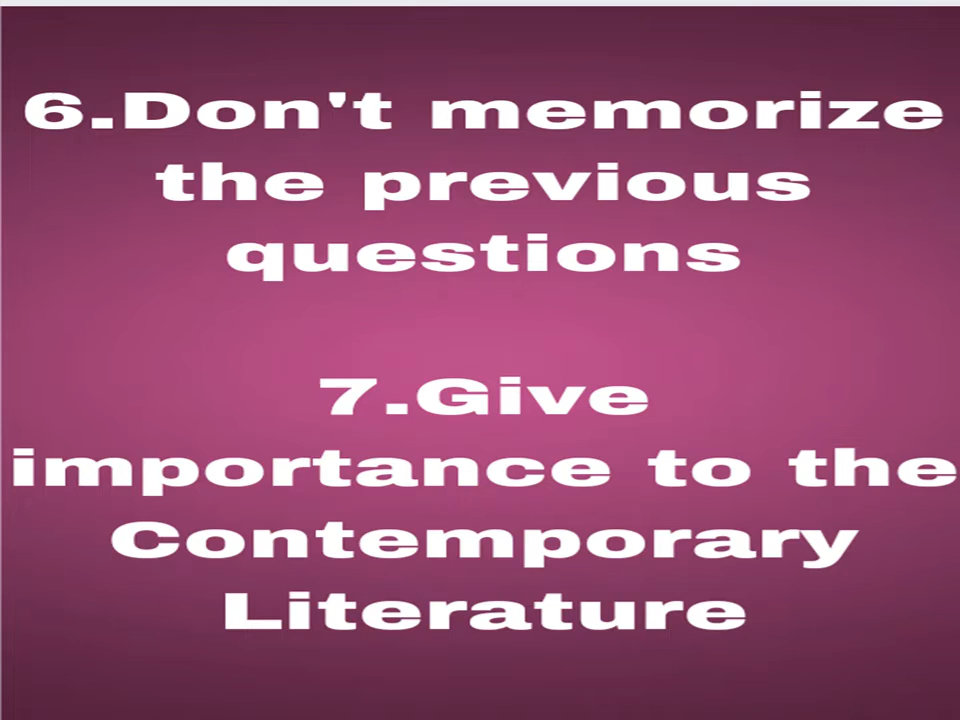 6.Don't memorize
the previous
questions
7.Give
importance to the
Contemporary
Literature